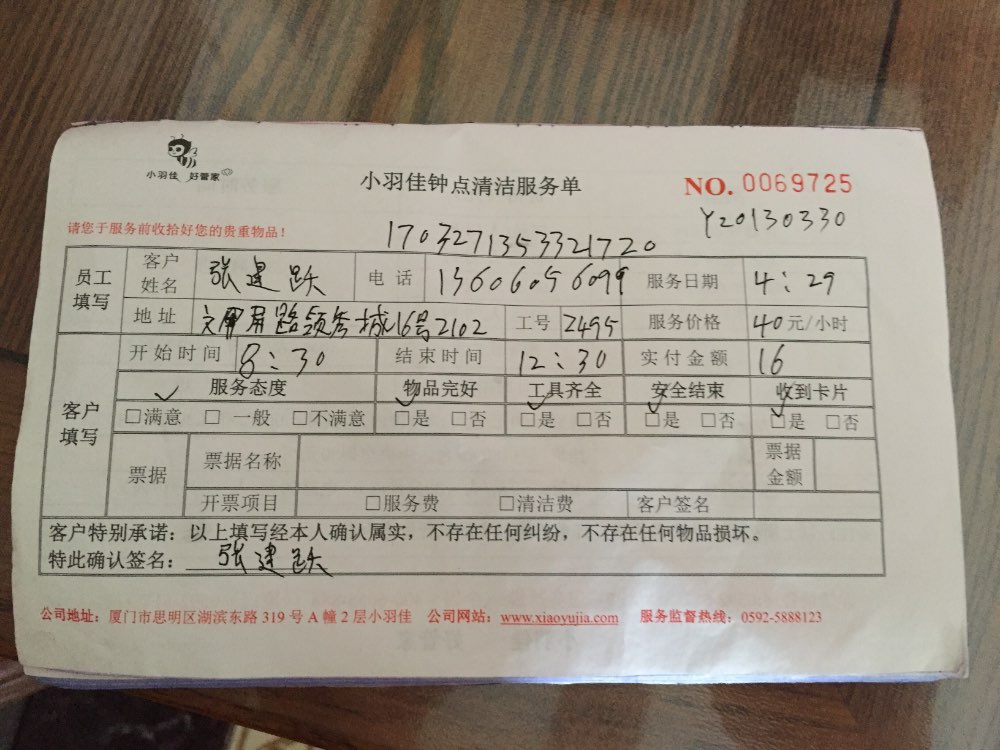 小羽佳 好管家
小羽佳钟点清洁服务单
NO. 0069725
Y20130330
请您于服务前收拾好您的贵重物品！
1703271353321720
员工填写 客户姓名 张建跃 电话 13606056099 服务日期 4：29
地址 路领秀城16号2102 工号 2495 服务价格 40元/小时
客户填写 开始时间 8：30 结束时间 12：30 实付金额 16
服务态度 物品完好 工具齐全 安全结束 收到卡片
□满意 □一般 □不满意 □是 □否 □是 □否 □是 □否 □是 □否
票据 票据名称 票据金额
开票项目 □服务费 □清洁费 客户签名
客户特别承诺：以上填写经本人确认属实，不存在任何纠纷，不存在任何物品损坏。
特此确认签名：张建跃
公司地址：厦门市思明区湖滨东路319号A幢2层小羽佳 公司网站：www.xiaoyujia.com 服务监督热线：0592-5888123